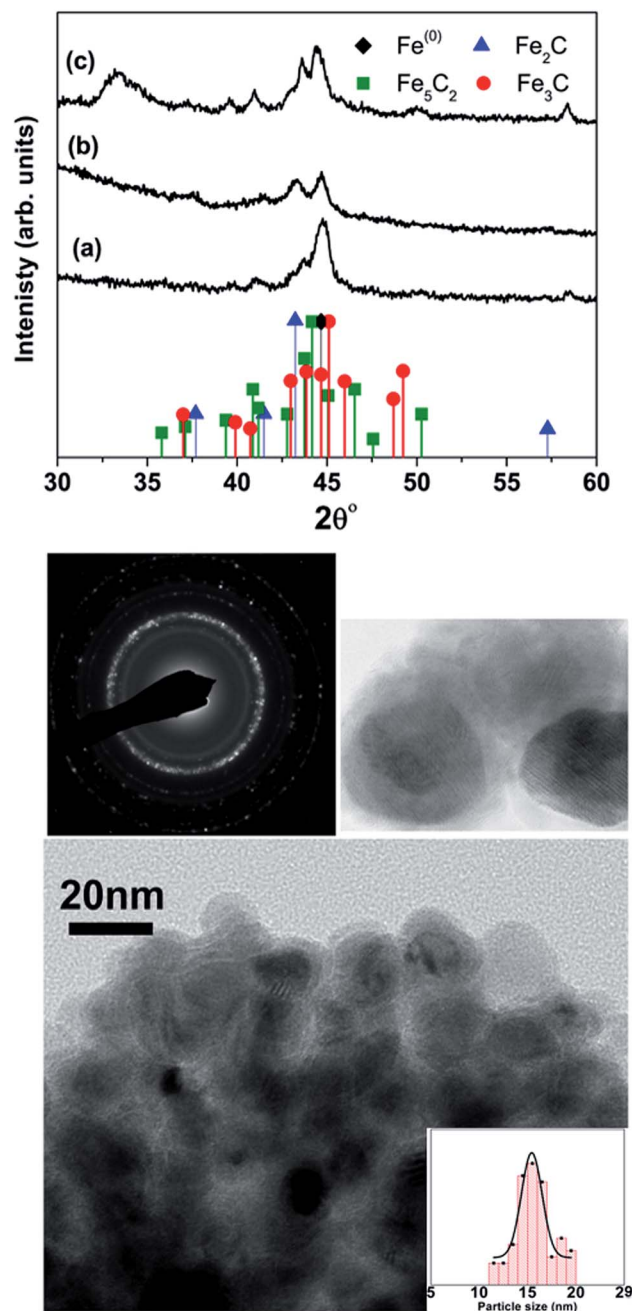 (c)
Fe(0)
Fe2C
Fe5C2
Fe3C
(b)
(a)
Intenisty (arb. units)
30 35 40 45 50 55 60
2θ°
20nm
5 10 15 20 29
Particle size (nm)